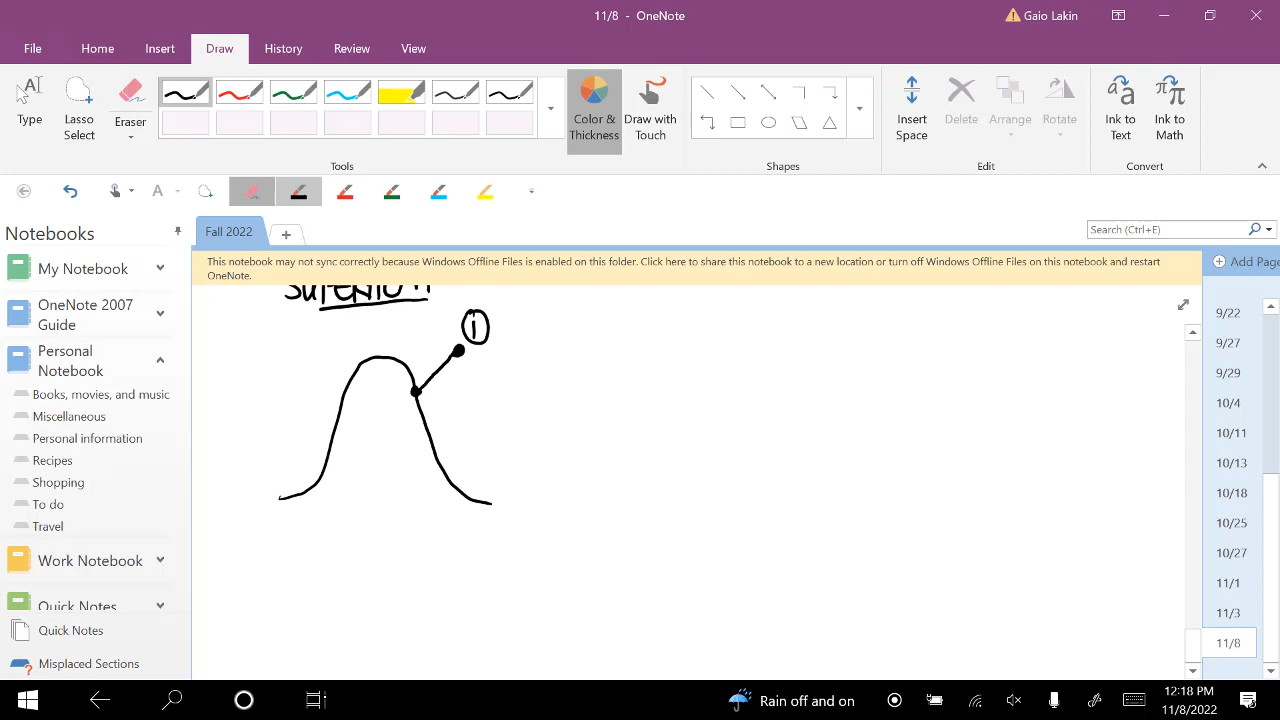 11/8 - OneNote
Gaio Lakin
File
Home
Insert
Draw
History
Review
View
Type
Lasso
Select
Eraser
Color &
Thickness
Draw with
Touch
Insert
Space
Delete
Arrange
Rotate
Ink to
Text
Ink to
Math
Tools
Shapes
Edit
Convert
Notebooks
Fall 2022
Search (Ctrl+E)
This notebook may not sync correctly because Windows Offline Files is enabled on this folder. Click here to share this notebook to a new location or turn off Windows Offline Files on this notebook and restart
OneNote.
Add Page
My Notebook
OneNote 2007
Guide
Personal
Notebook
Books, movies, and music
Miscellaneous
Personal information
Recipes
Shopping
To do
Travel
Work Notebook
Quick Notes
Quick Notes
Misplaced Sections
1
9/22
9/27
9/29
10/4
10/11
10/13
10/18
10/25
10/27
11/1
11/3
11/8
Rain off and on
12:18 PM
11/8/2022